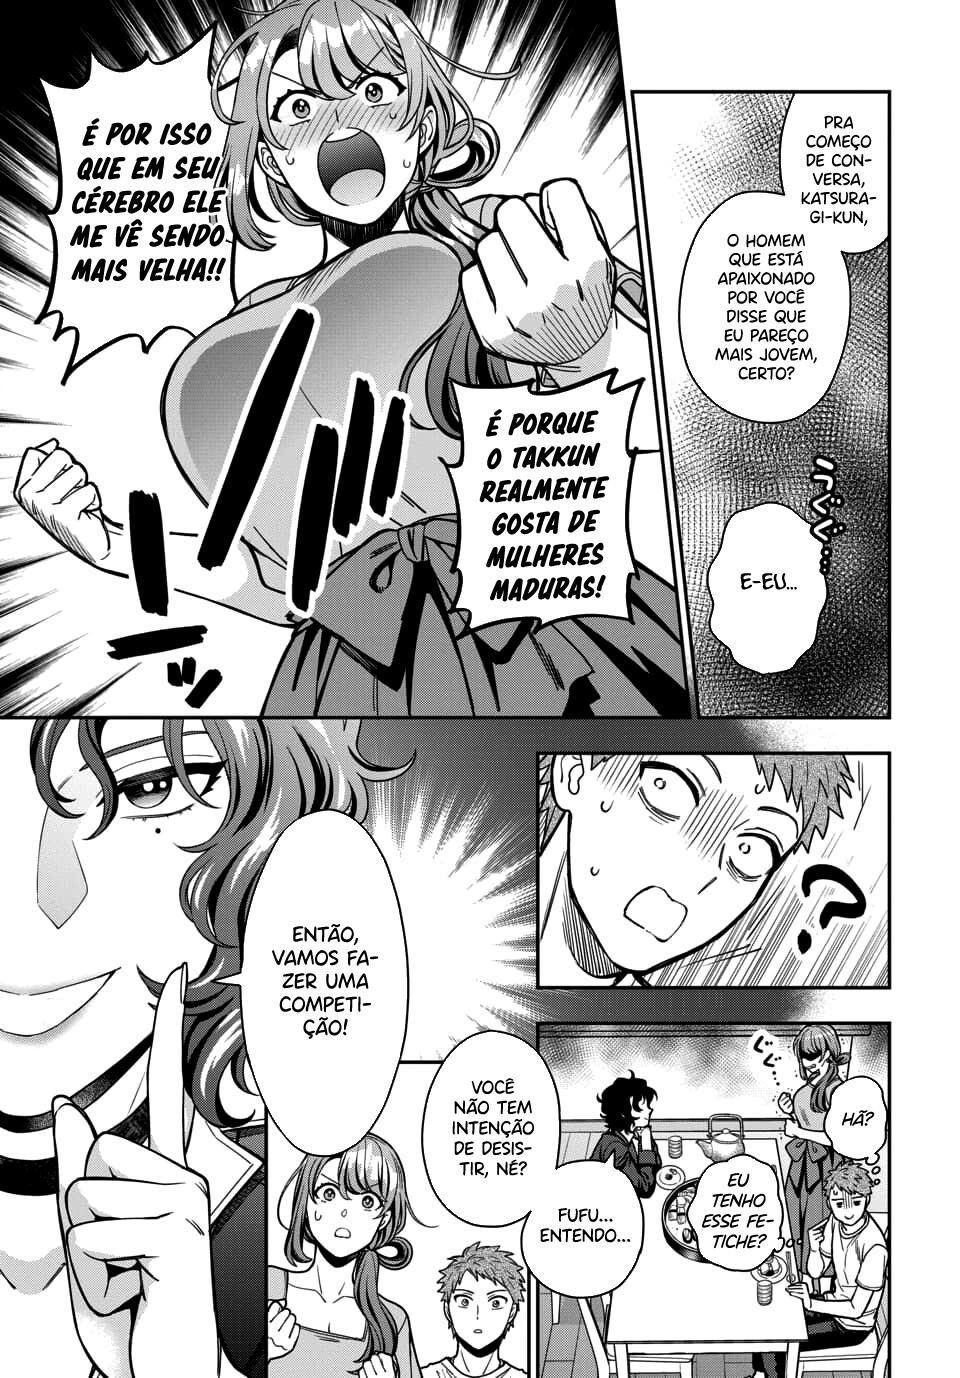 PRA
COMEÇO
DE CON-
VERSA,
KATSURA-
GI-KUN,
O HOMEM
QUE ESTÁ
APAIXONADO
POR VOCÊ
DISSE QUE
EU PAREÇO
MAIS JOVEM,
CERTO?
E-EU...
É POR ISSO
QUE EM SEU
CÉREBRO ELE
ME VÊ SENDO
MAIS VELHA!!
É PORQUE
O TAKKUN
REALMENTE
GOSTA DE
MULHERES
MADURAS!
?
HÃ?
EU
TENHO
ESSE FE-
TICHE?
FUFU...
ENTENDO...
VOCÊ
NÃO TEM
INTENÇÃO
DE DESIS-
TIR, NÉ?
ENTÃO,
VAMOS FA-
ZER UMA
COMPETI-
ÇÃO!